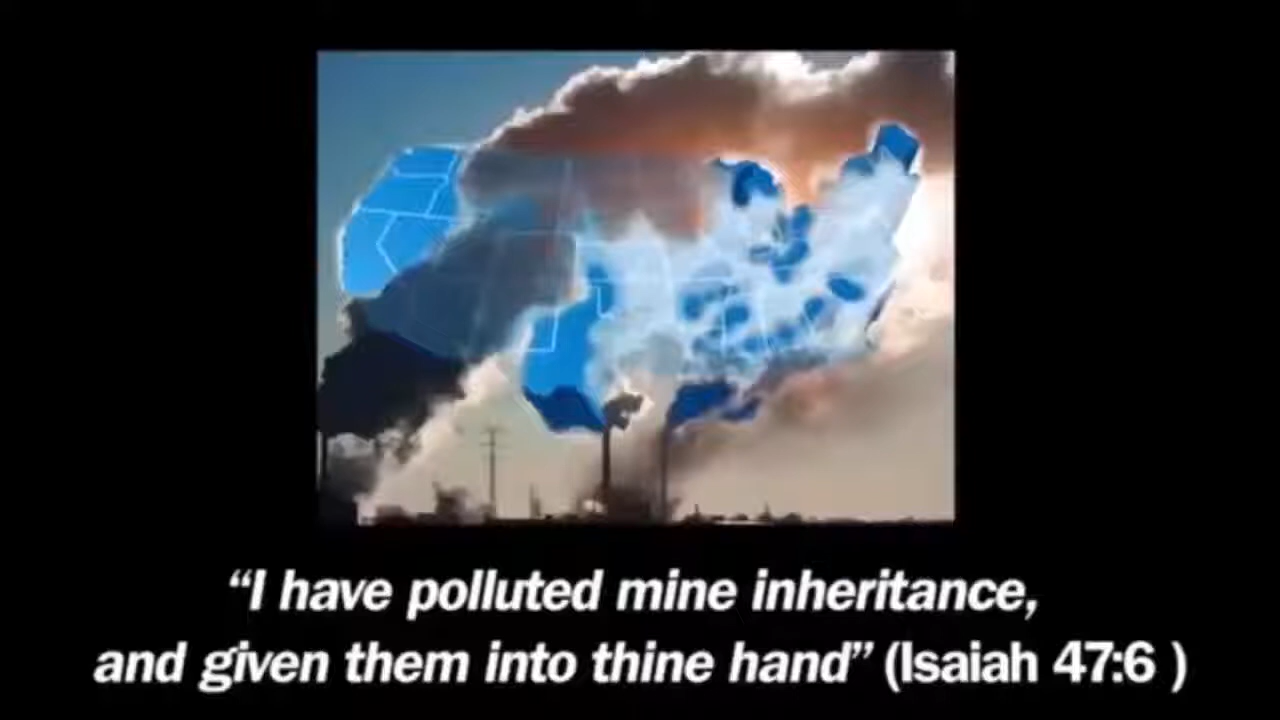 “I have polluted mine inheritance,
and given them into thine hand” (Isaiah 47:6 )